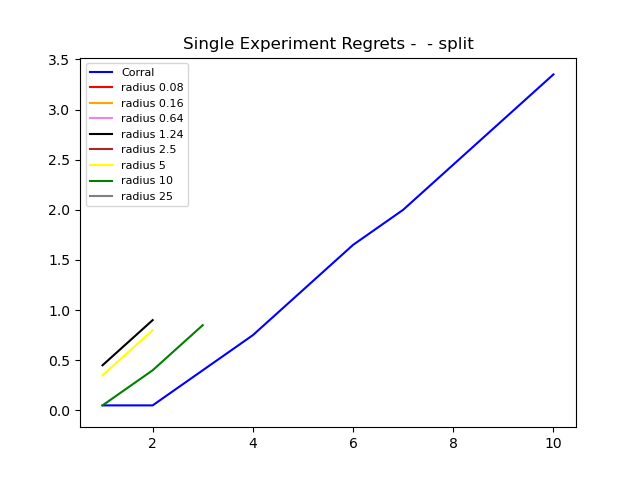 Single Experiment Regrets -  - split
3.5
3.0
2.5
2.0
1.5
1.0
0.5
0.0
Corral
radius 0.08
radius 0.16
radius 0.64
radius 1.24
radius 2.5
radius 5
radius 10
radius 25
2 4 6 8 10